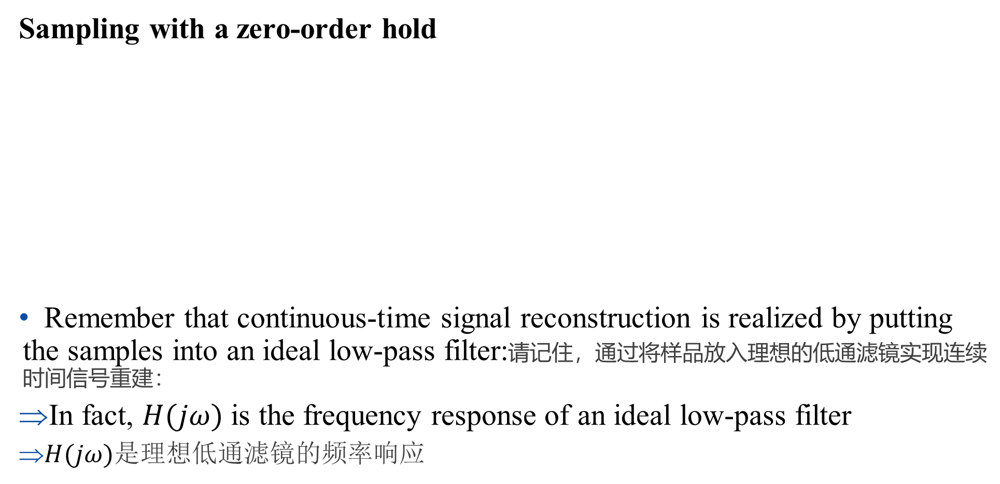 Sampling with a zero-order hold
• Remember that continuous-time signal reconstruction is realized by putting
the samples into an ideal low-pass filter:请记住，通过将样品放入理想的低通滤镜实现连续
时间信号重建：
⇒In fact, H(jω) is the frequency response of an ideal low-pass filter
⇒H(jω)是理想低通滤镜的频率响应